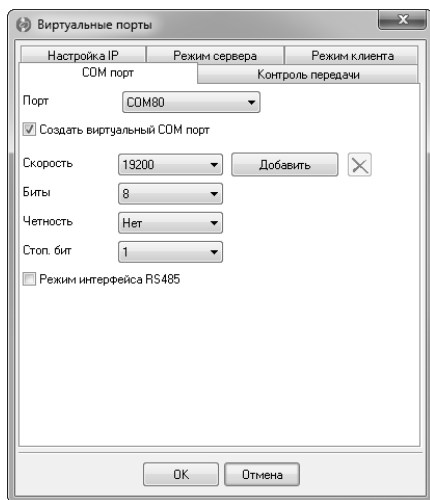 Виртуальные порты
Настройка IP Режим сервера Режим клиента
COM порт Контроль передачи
Порт COM80
Создать виртуальный COM порт
Скорость 19200 Добавить
Биты 8
Четность Нет
Стоп. бит 1
Режим интерфейса RS485
OK Отмена